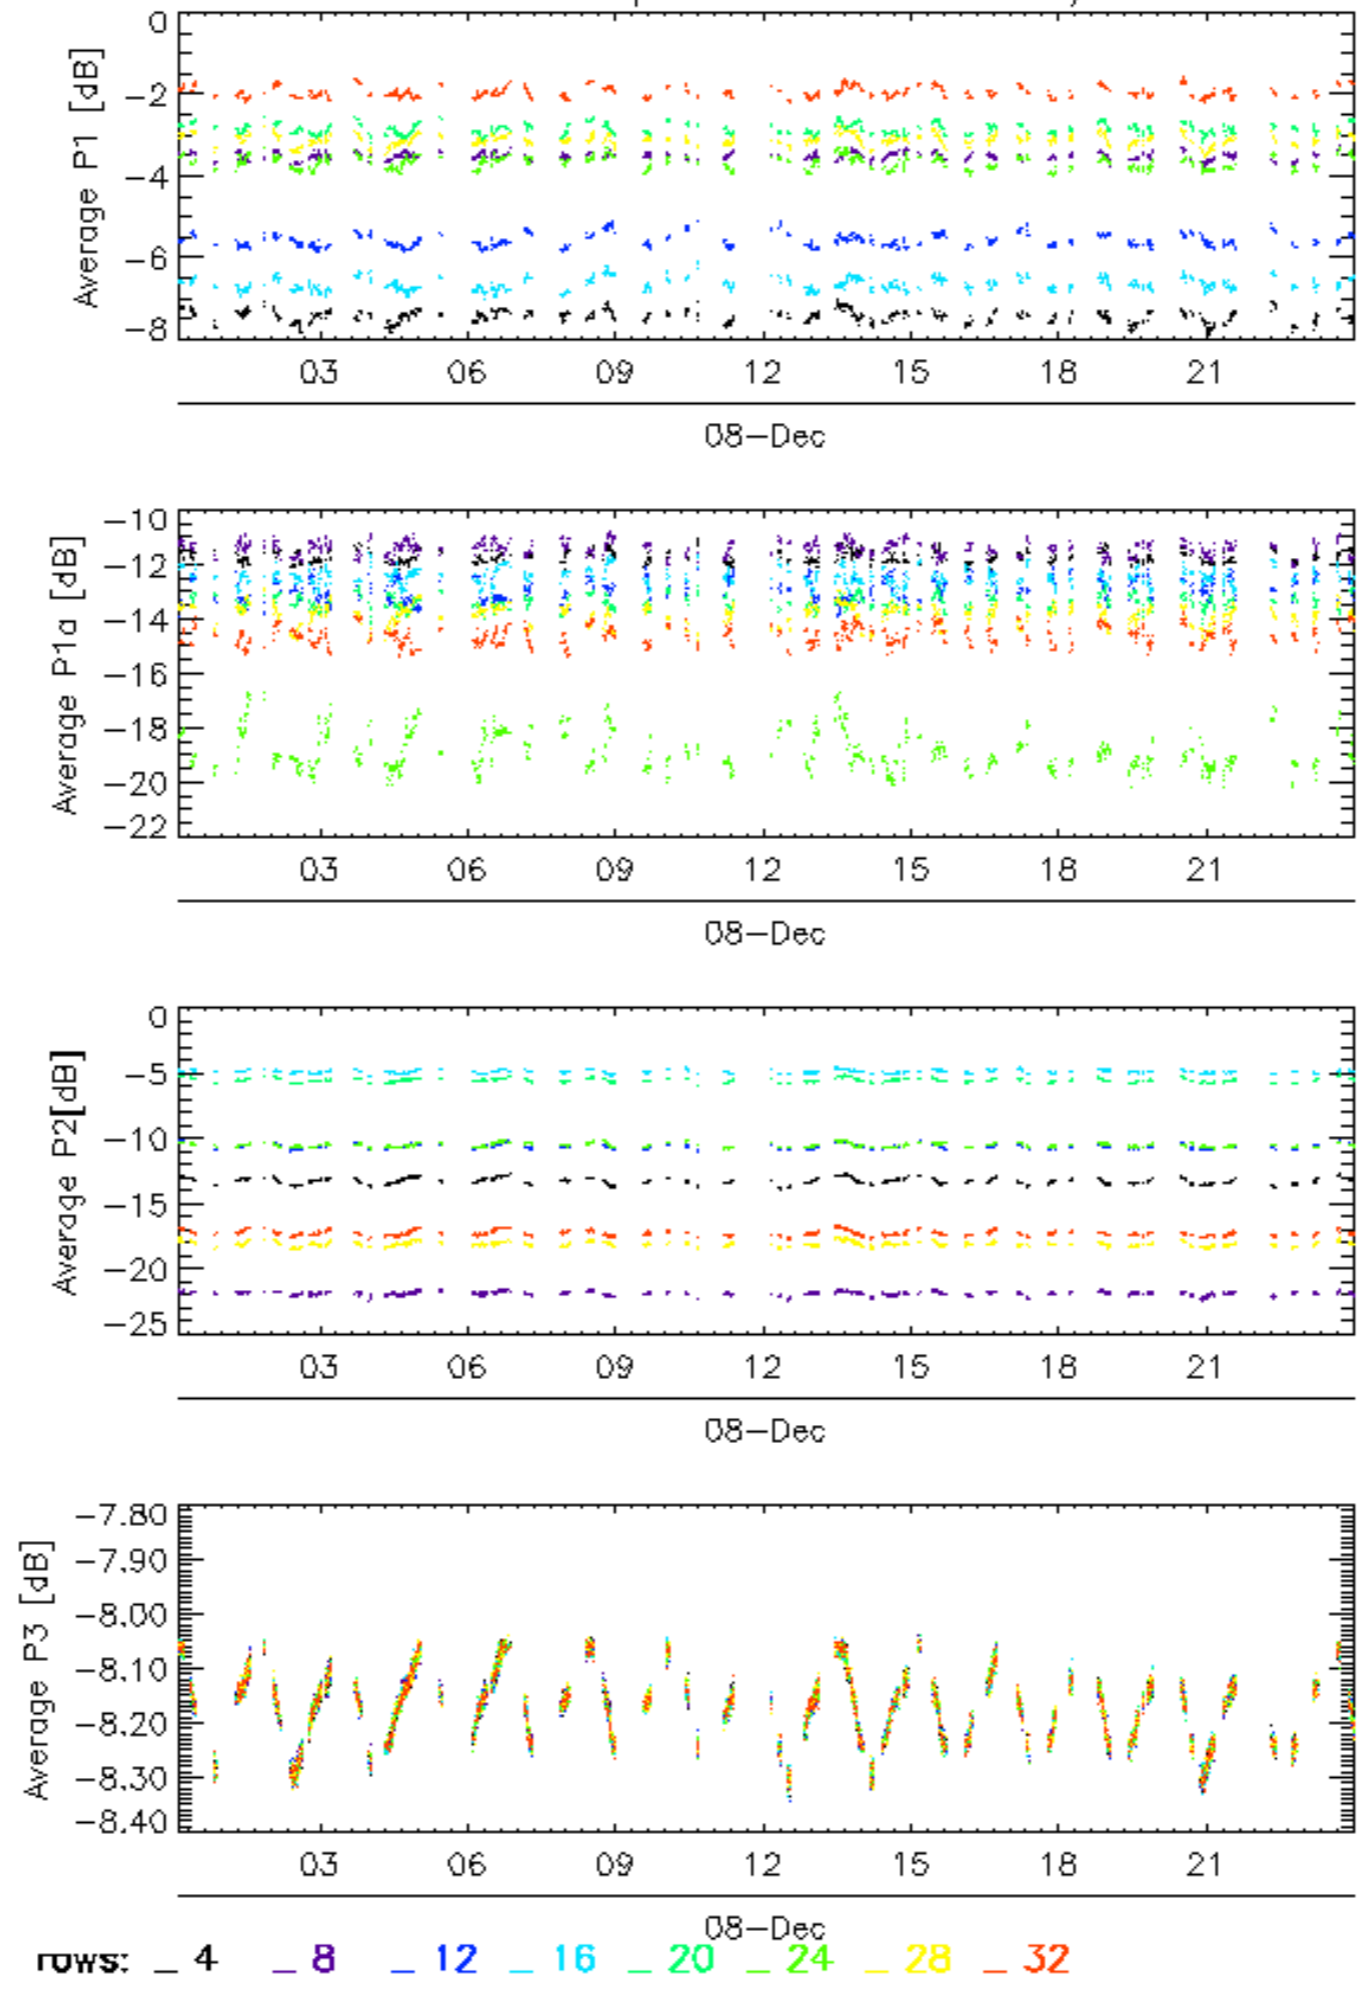 0
−2
−4
−6
−8
Average P1 [dB]
03 06 09 12 15 18 21
08−Dec
−10
−12
−14
−16
−18
−20
−22
Average P1a [dB]
03 06 09 12 15 18 21
08−Dec
0
−5
−10
−15
−20
−25
Average P2[dB]
03 06 09 12 15 18 21
08−Dec
−7.80
−7.90
−8.00
−8.10
−8.20
−8.30
−8.40
Average P3 [dB]
03 06 09 12 15 18 21
08−Dec
rows: _ 4 _ 8 _ 12 _ 16 _ 20 _ 24 _ 28 _ 32